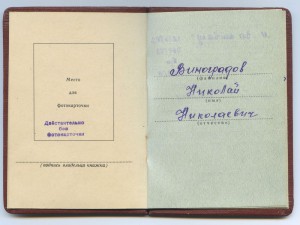 Место
для
фотокарточки
Действительно
без
фотокарточки
(подпись владельца книжки)
Виноградов
(фамилия)
Николай
(имя)
Николаевич
(отчество)